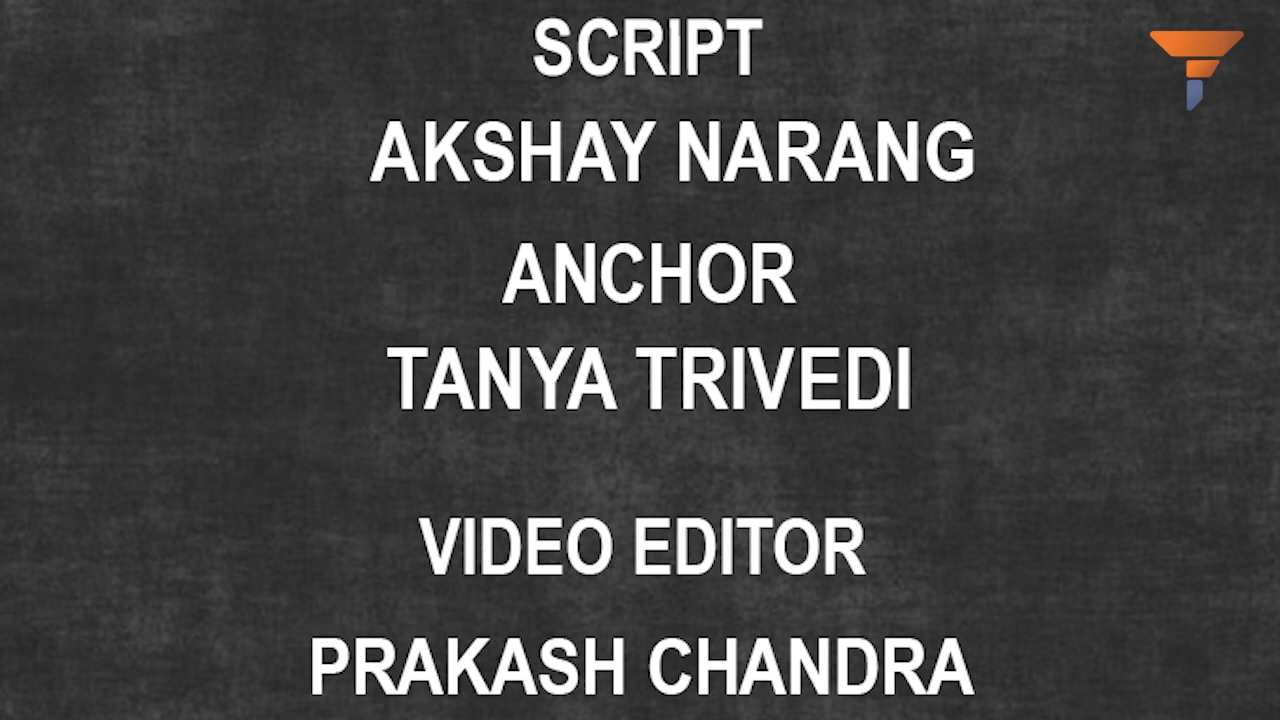 SCRIPT
AKSHAY NARANG
ANCHOR
TANYA TRIVEDI
VIDEO EDITOR
PRAKASH CHANDRA